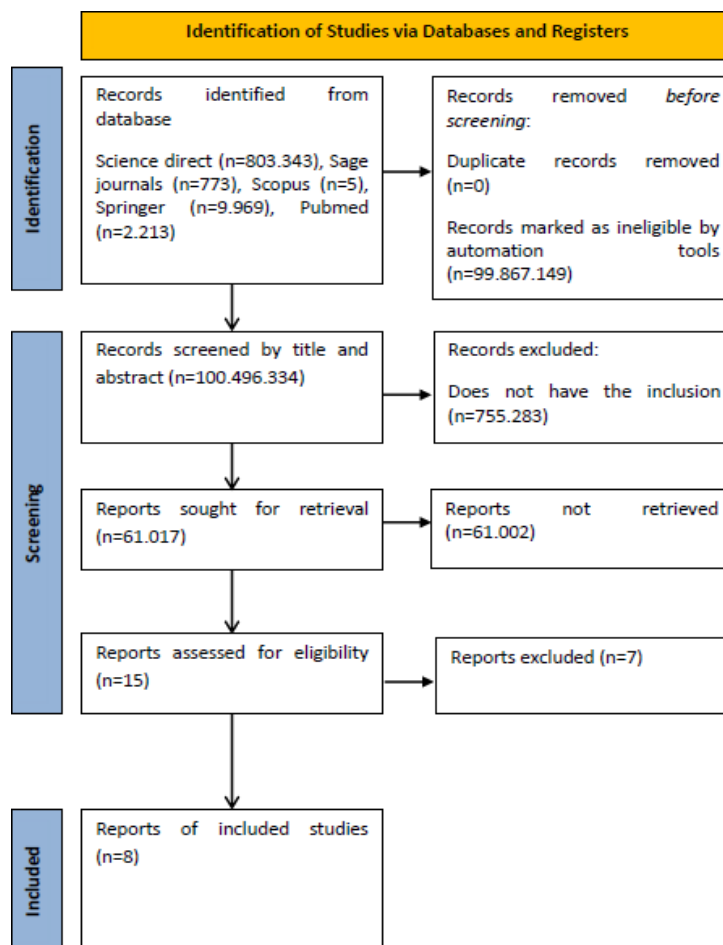 Identification of Studies via Databases and Registers
Identification
Records identified from
database
Science direct (n=803.343), Sage
journals (n=773), Scopus (n=5),
Springer (n=9.969), Pubmed
(n=2.213)
Records removed before
screening:
Duplicate records removed
(n=0)
Records marked as ineligible by
automation tools
(n=99.867.149)
Screening
Records screened by title and
abstract (n=100.496.334)
Records excluded:
Does not have the inclusion
(n=755.283)
Reports sought for retrieval
(n=61.017)
Reports not retrieved
(n=61.002)
Reports assessed for eligibility
(n=15)
Reports excluded (n=7)
Included
Reports of included studies
(n=8)